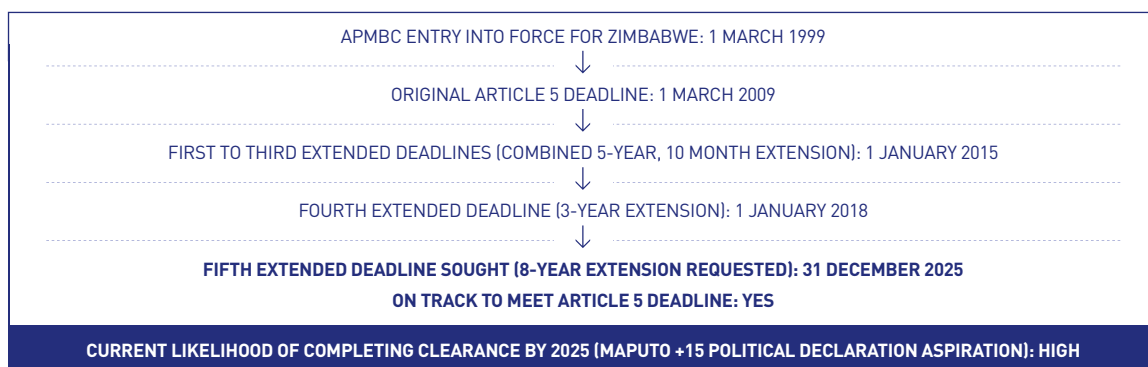 APMBC ENTRY INTO FORCE FOR ZIMBABWE: 1 MARCH 1999
ORIGINAL ARTICLE 5 DEADLINE: 1 MARCH 2009
FIRST TO THIRD EXTENDED DEADLINES (COMBINED 5-YEAR, 10 MONTH EXTENSION): 1 JANUARY 2015
FOURTH EXTENDED DEADLINE (3-YEAR EXTENSION): 1 JANUARY 2018
FIFTH EXTENDED DEADLINE SOUGHT (8-YEAR EXTENSION REQUESTED): 31 DECEMBER 2025
ON TRACK TO MEET ARTICLE 5 DEADLINE: YES
CURRENT LIKELIHOOD OF COMPLETING CLEARANCE BY 2025 (MAPUTO +15 POLITICAL DECLARATION ASPIRATION): HIGH